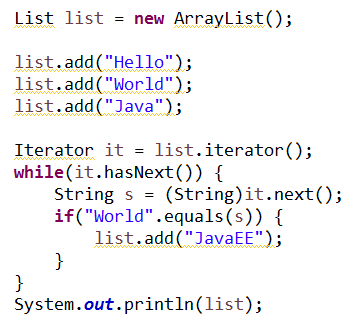 List list = new ArrayList();
list.add("Hello");
list.add("World");
list.add("Java");
Iterator it = list.iterator();
while(it.hasNext()) {
String s = (String)it.next();
if("World".equals(s)) {
list.add("JavaEE");
}
}
System.out.println(list);